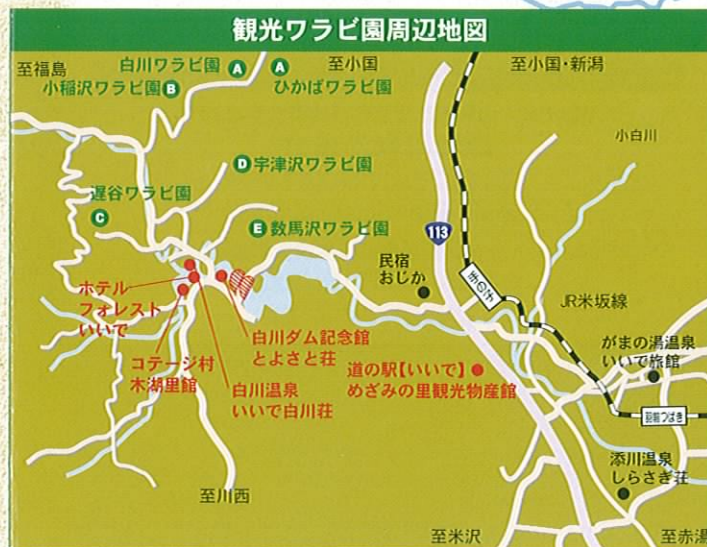 観光ワラビ園周辺地図
至福島
白川ワラビ園 A
A
ひかばワラビ園
至小国
至小国・新潟
小稲沢ワラビ園 B
小白川
D 宇津沢ワラビ園
遅谷ワラビ園
C
E 数馬沢ワラビ園
113
民宿
おじか
手の子
JR米坂線
ホテル
フォレスト
いいで
白川ダム記念館
とよさと荘
コテージ村
木湖里館
白川温泉
いいで白川荘
道の駅【いいで】
めざみの里観光物産館
がまの湯温泉
いいで旅館
羽前つばき
添川温泉
しらさぎ荘
至川西
至米沢
至赤湯